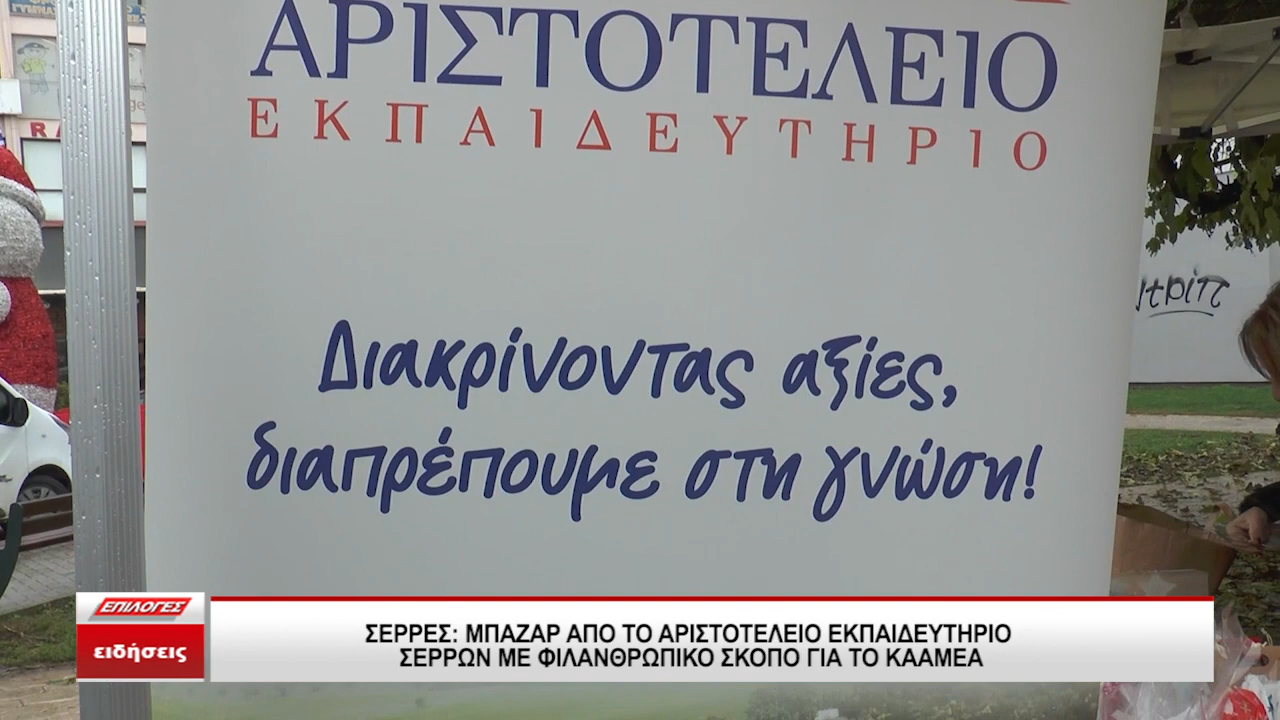 ΑΡΙΣΤΟΤΕΛΕΙΟ
ΕΚΠΑΙΔΕΥΤΗΡΙΟ
Διακρίνοντας αξίες,
διαπρέπουμε στη γνώση!
ντρίπ
ΕΠΙΛΟΓΕΣ
ειδήσεις
ΣΕΡΡΕΣ: ΜΠΑΖΑΡ ΑΠΟ ΤΟ ΑΡΙΣΤΟΤΕΛΕΙΟ ΕΚΠΑΙΔΕΥΤΗΡΙΟ
ΣΕΡΡΩΝ ΜΕ ΦΙΛΑΝΘΡΩΠΙΚΟ ΣΚΟΠΟ ΓΙΑ ΤΟ ΚΑΑΜΕΑ